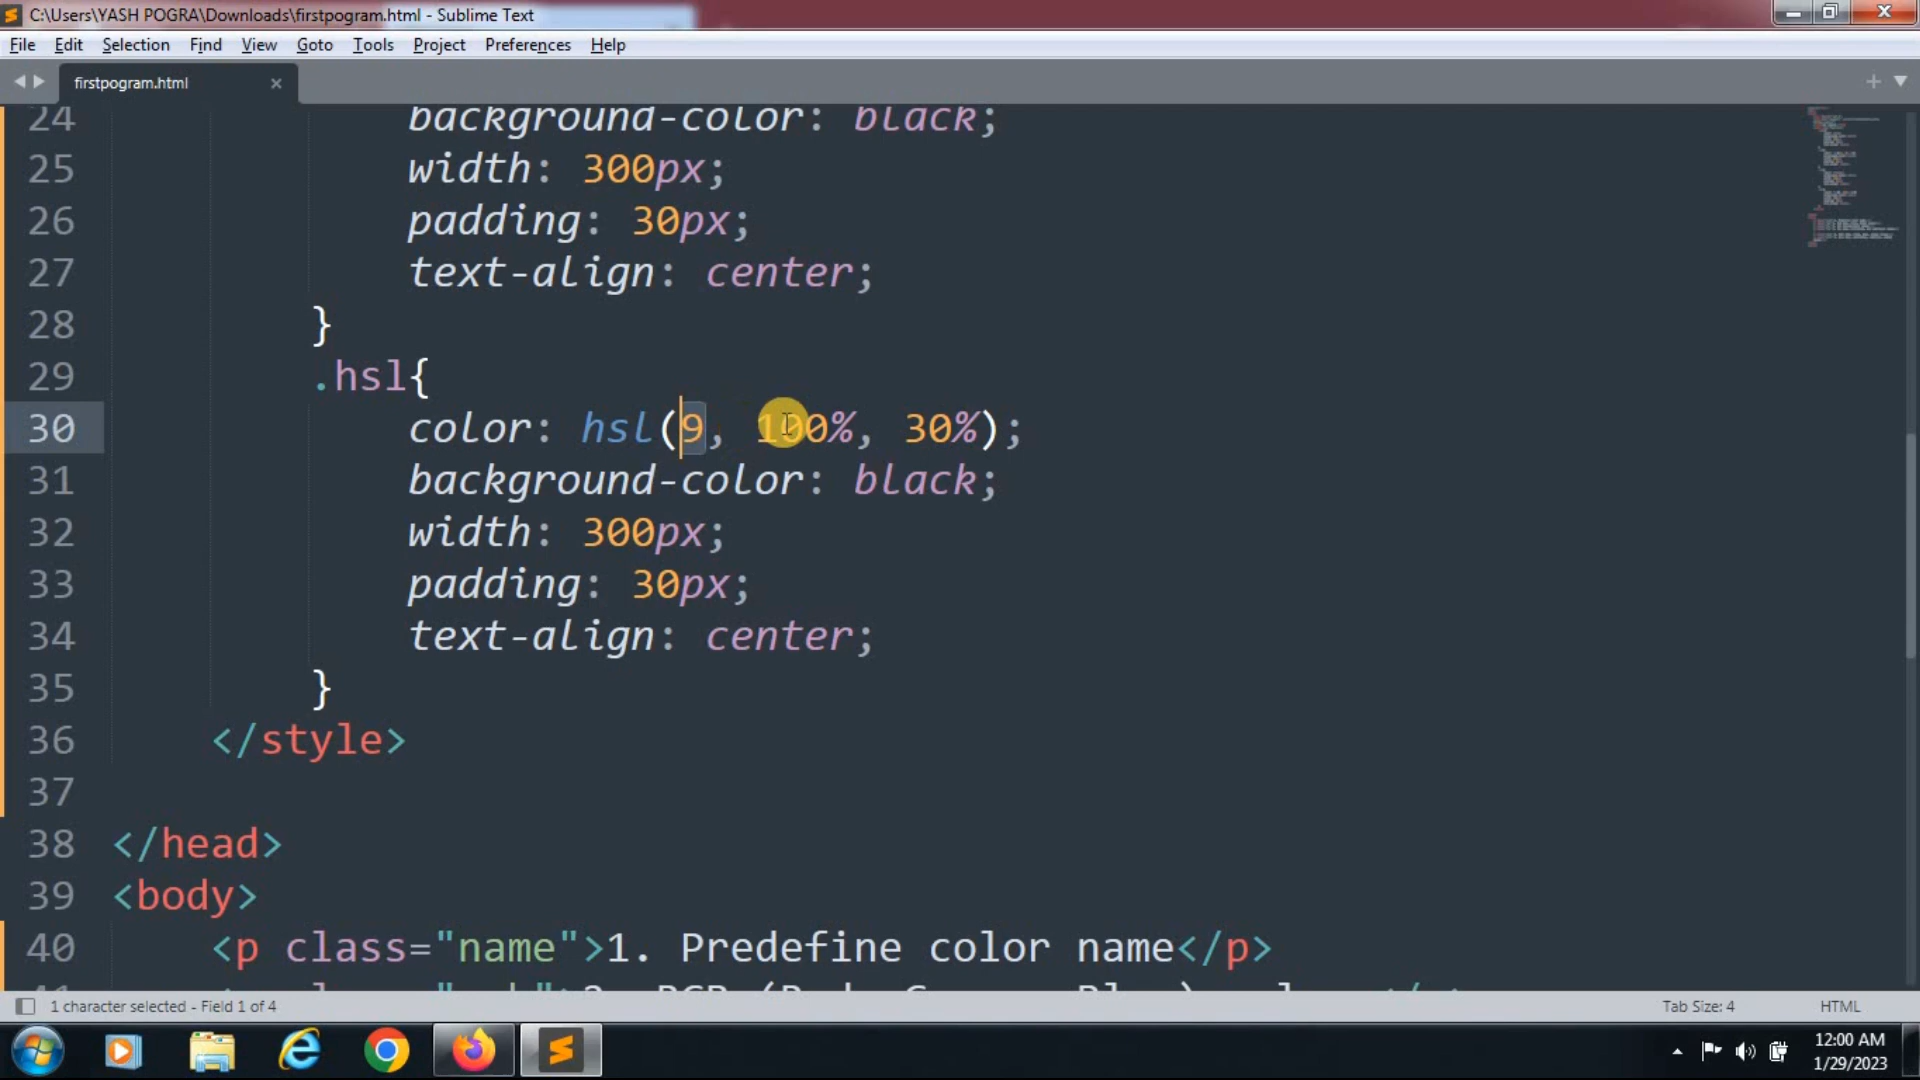 C:\Users\YASH POGRA\Downloads\firstpogram.html - Sublime Text
File Edit Selection Find View Goto Tools Project Preferences Help
firstpogram.html
24 background-color: black;
25 width: 300px;
26 padding: 30px;
27 text-align: center;
28 }
29 .hsl{
30 color: hsl(9, 100%, 30%);
31 background-color: black;
32 width: 300px;
33 padding: 30px;
34 text-align: center;
35 }
36 </style>
37
38 </head>
39 <body>
40 <p class="name">1. Predefine color name</p>
1 character selected - Field 1 of 4
Tab Size: 4
HTML
12:00 AM
1/29/2023